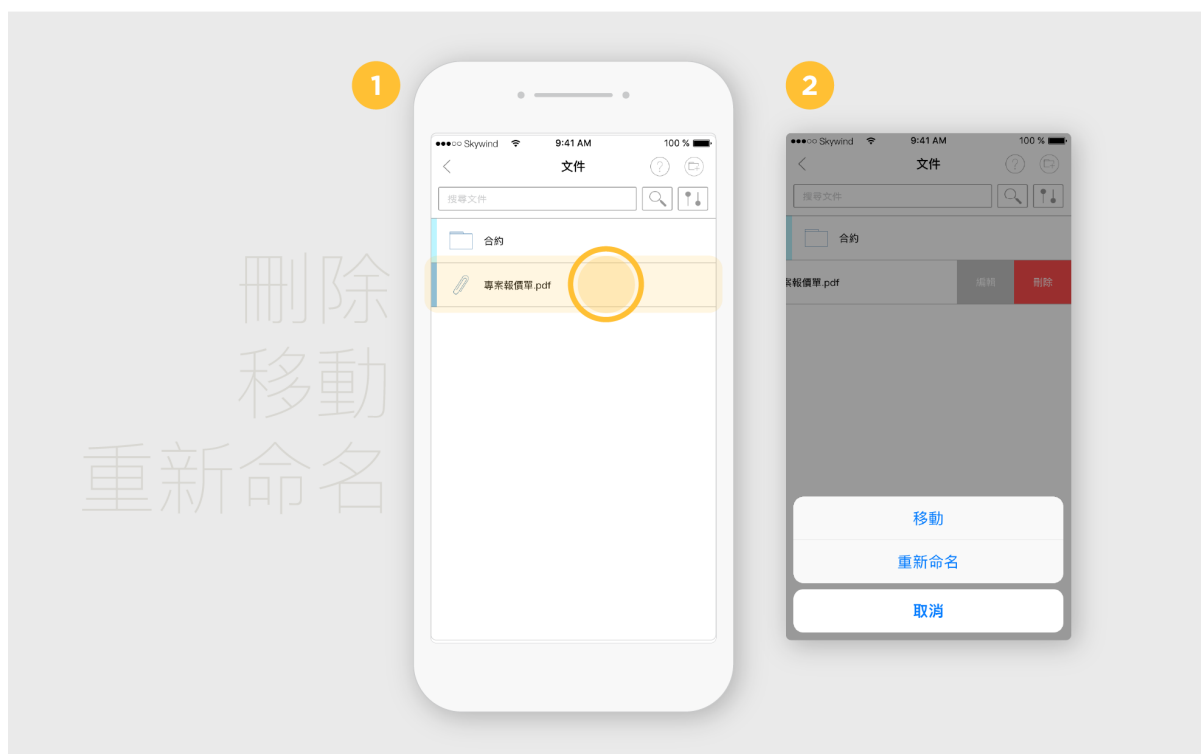 刪除
移動
重新命名
1
Skywind 9:41 AM 100 %
文件
?
搜尋文件
合約
專案報價單.pdf
2
Skywind 9:41 AM 100 %
文件
?
搜尋文件
合約
案報價單.pdf 編輯 刪除
移動
重新命名
取消